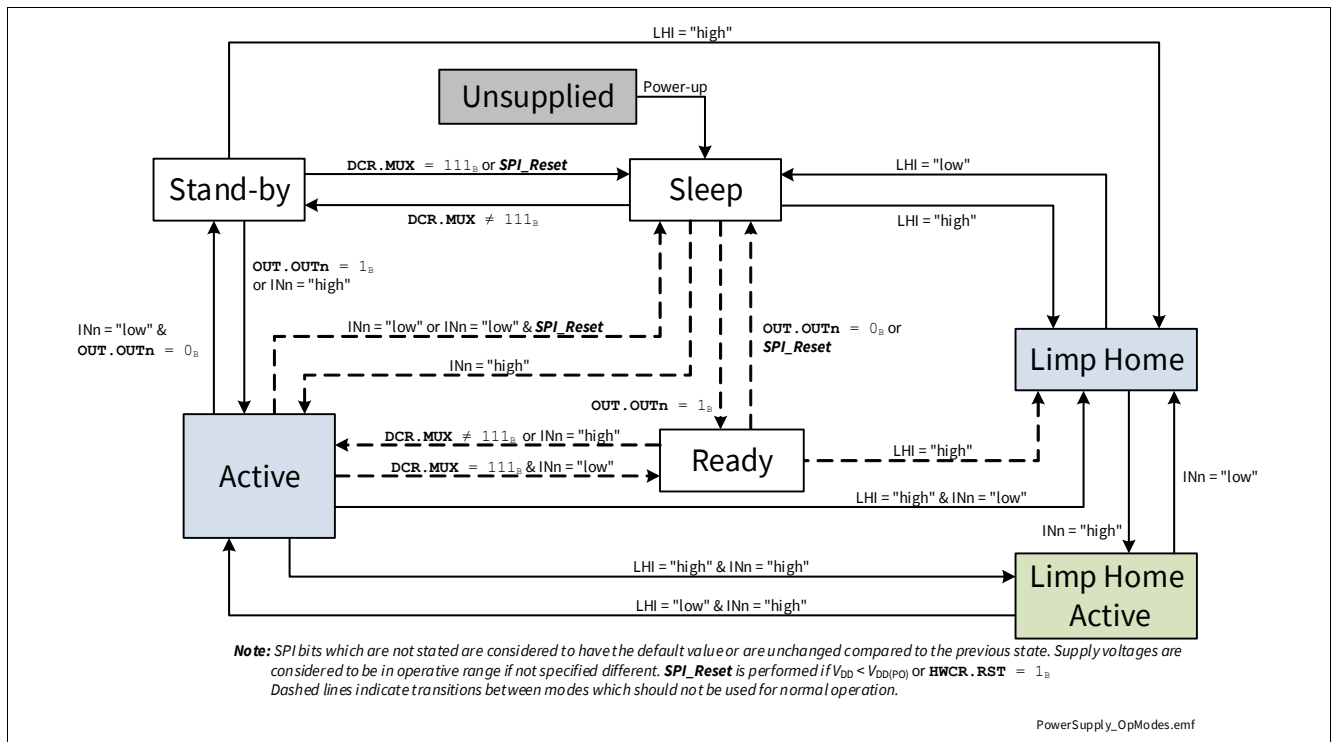 LHI = "high"
Unsupplied
Power-up
Stand-by
DCR.MUX = 111B or SPI_Reset
Sleep
LHI = "low"
DCR.MUX ≠ 111B
LHI = "high"
OUT.OUTn = 1B
or INn = "high"
INn = "low" &
OUT.OUTn = 0B
INn = "low" or INn = "low" & SPI_Reset
OUT.OUTn = 0B or
SPI_Reset
INn = "high"
Limp Home
OUT.OUTn = 1B
DCR.MUX ≠ 111B or INn = "high"
Active
Ready
LHI = "high"
DCR.MUX = 111B & INn = "low"
INn = "low"
LHI = "high" & INn = "low"
INn = "high"
LHI = "high" & INn = "high"
Limp Home
Active
LHI = "low" & INn = "high"
Note: SPI bits which are not stated are considered to have the default value or are unchanged compared to the previous state. Supply voltages are
considered to be in operative range if not specified different. SPI_Reset is performed if VDD < VDD(PO) or HWCR.RST = 1B
Dashed lines indicate transitions between modes which should not be used for normal operation.
PowerSupply_OpModes.emf